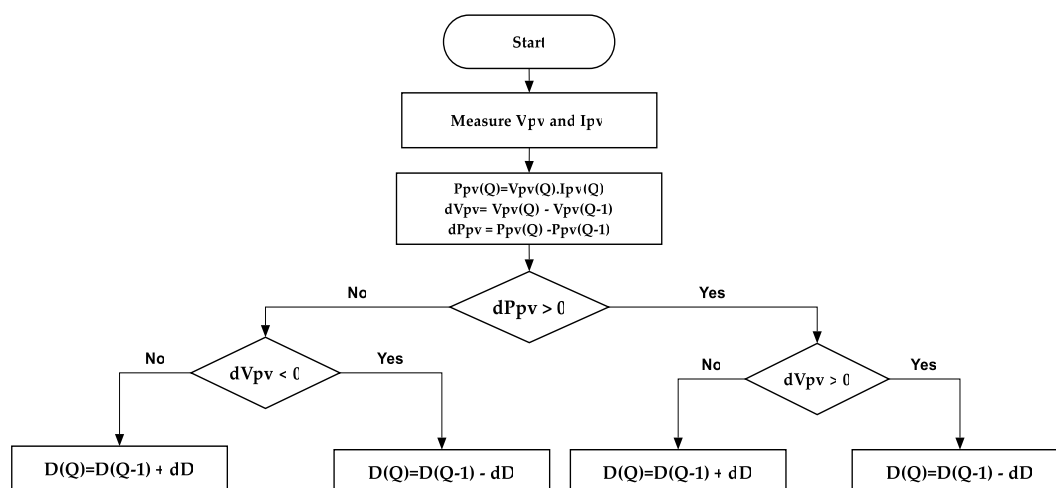 Start
Measure Vpv and Ipv
Ppv(Q)=Vpv(Q).Ipv(Q)
dVpv= Vpv(Q) - Vpv(Q-1)
dPpv = Ppv(Q) -Ppv(Q-1)
dPpv > 0
No
Yes
dVpv < 0
No
Yes
dVpv > 0
No
Yes
D(Q)=D(Q-1) + dD
D(Q)=D(Q-1) - dD
D(Q)=D(Q-1) + dD
D(Q)=D(Q-1) - dD